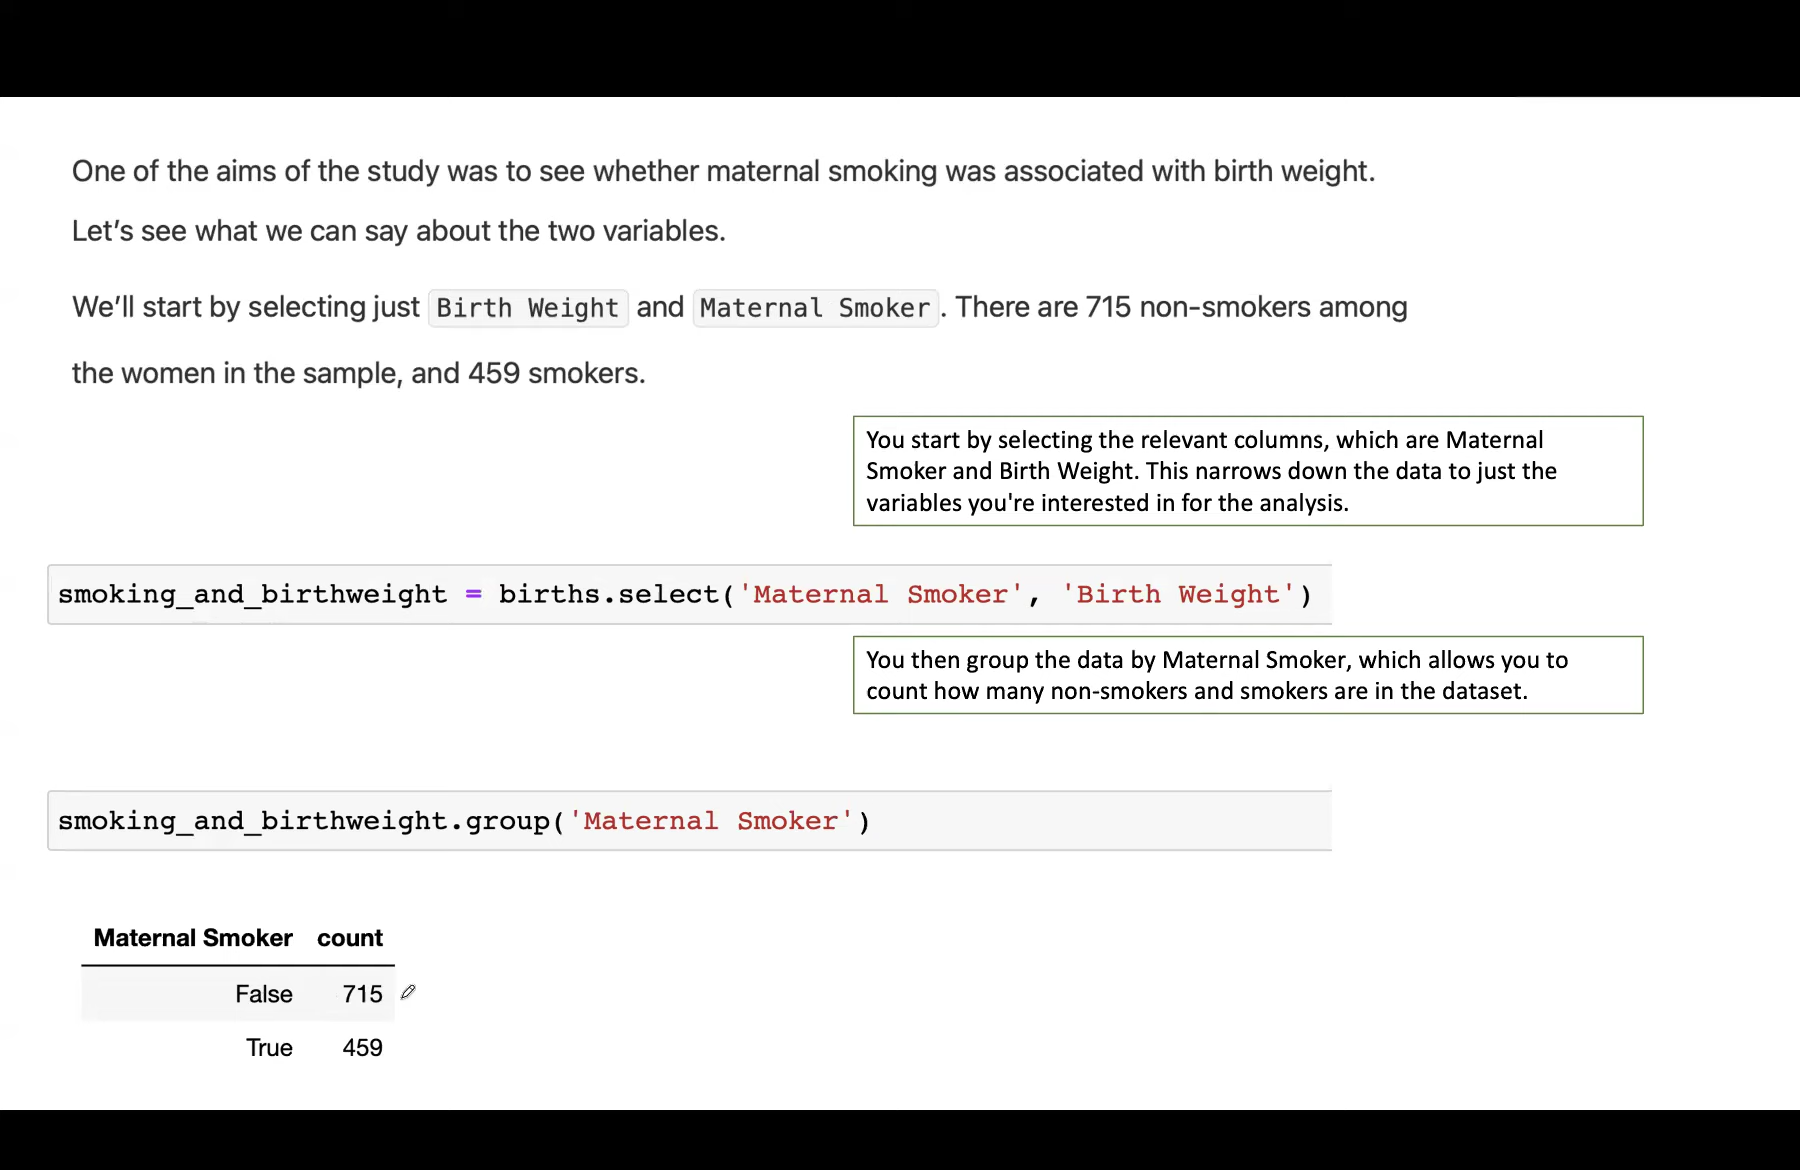 One of the aims of the study was to see whether maternal smoking was associated with birth weight.
Let’s see what we can say about the two variables.
We’ll start by selecting just Birth Weight and Maternal Smoker. There are 715 non-smokers among
the women in the sample, and 459 smokers.
You start by selecting the relevant columns, which are Maternal
Smoker and Birth Weight. This narrows down the data to just the
variables you're interested in for the analysis.
smoking_and_birthweight = births.select('Maternal Smoker', 'Birth Weight')
You then group the data by Maternal Smoker, which allows you to
count how many non-smokers and smokers are in the dataset.
smoking_and_birthweight.group('Maternal Smoker')
Maternal Smoker count
False 715
True 459